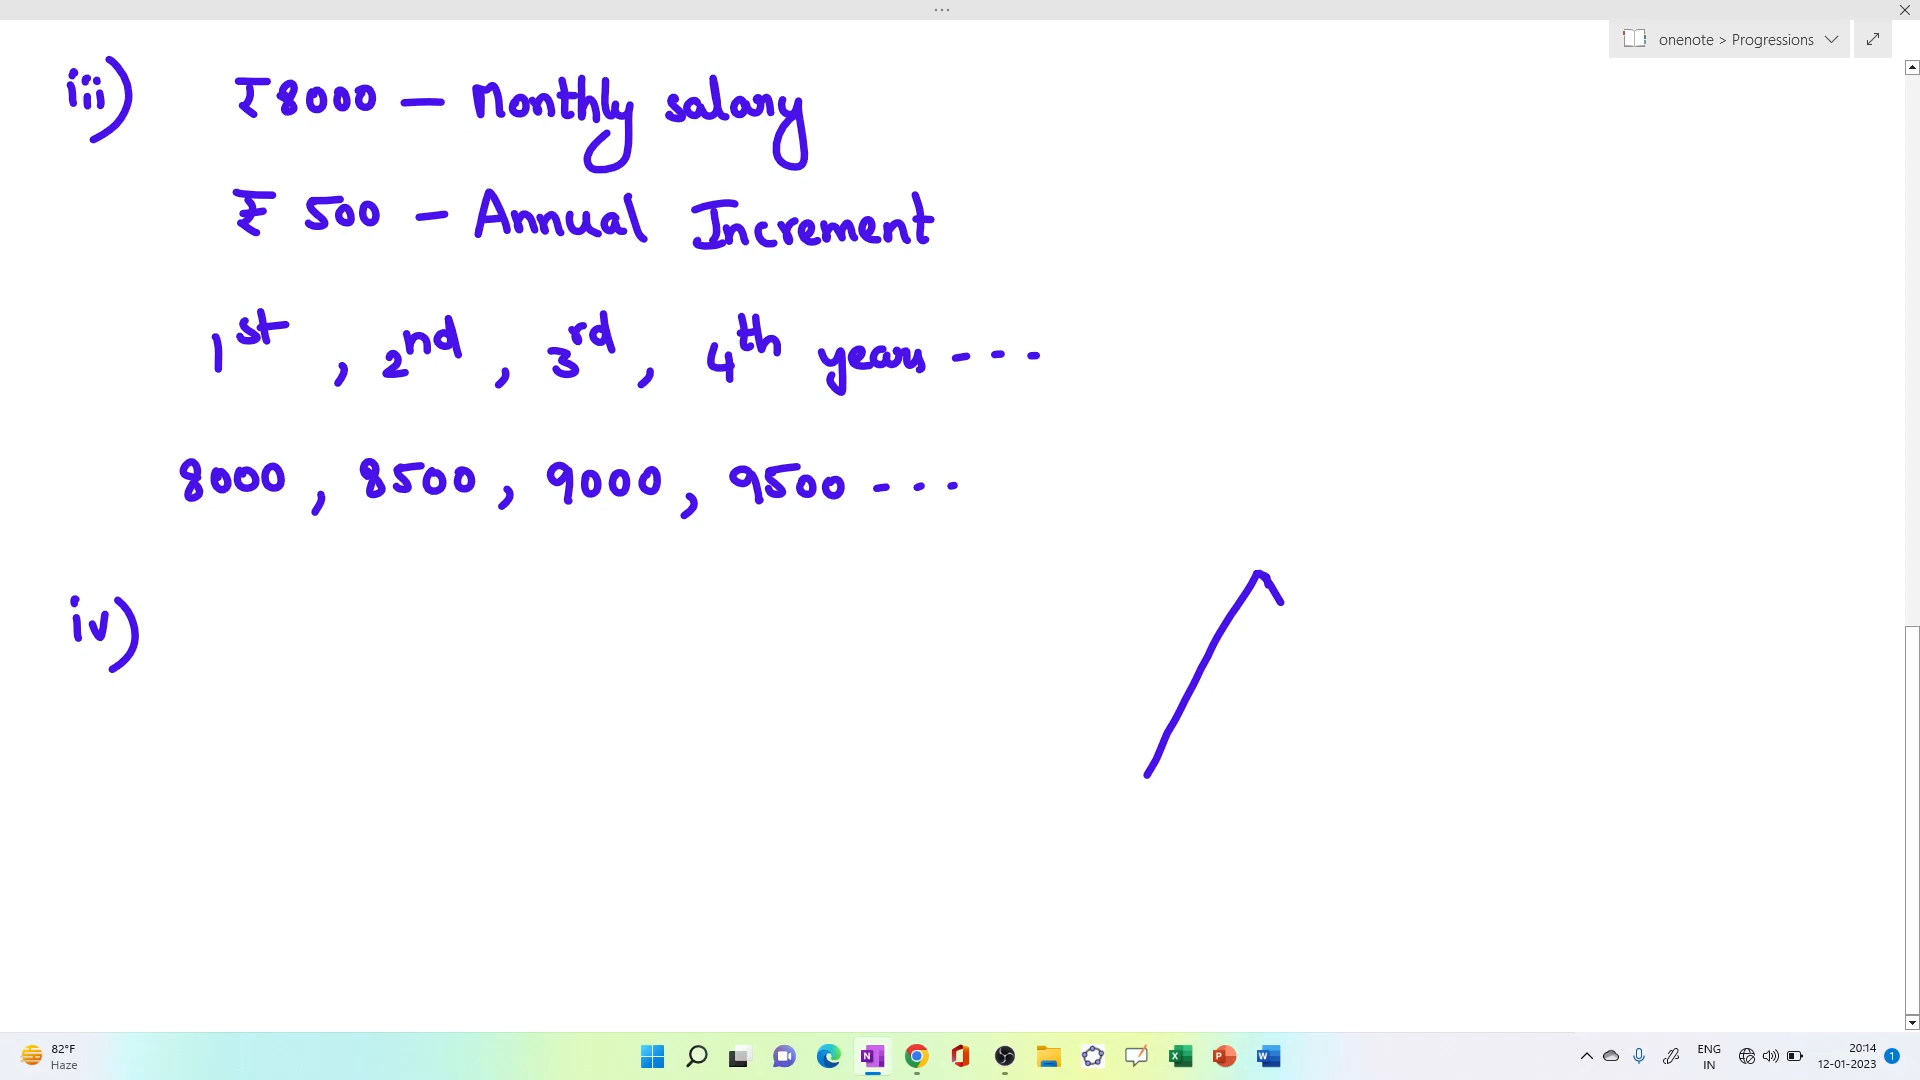 ...
onenote > Progressions
iii) ₹8000 — Monthly salary
₹ 500 – Annual Increment
1st , 2nd , 3rd , 4th years ---
8000 , 8500 , 9000 , 9500 ---
iv)
82°F
Haze
ENG
IN
20:14
12-01-2023
1